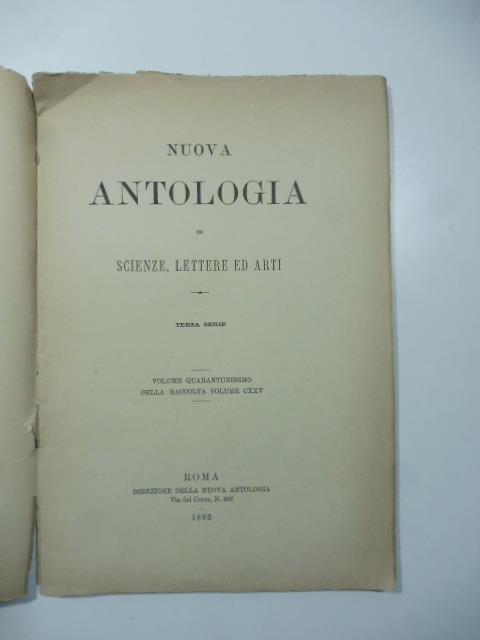 NUOVA
ANTOLOGIA
DI
SCIENZE, LETTERE ED ARTI
TERZA SERIE
VOLUME QUARANTUNESIMO
DELLA RACCOLTA VOLUME CXXV
ROMA
DIREZIONE DELLA NUOVA ANTOLOGIA
Via del Corso, N. 466
1892